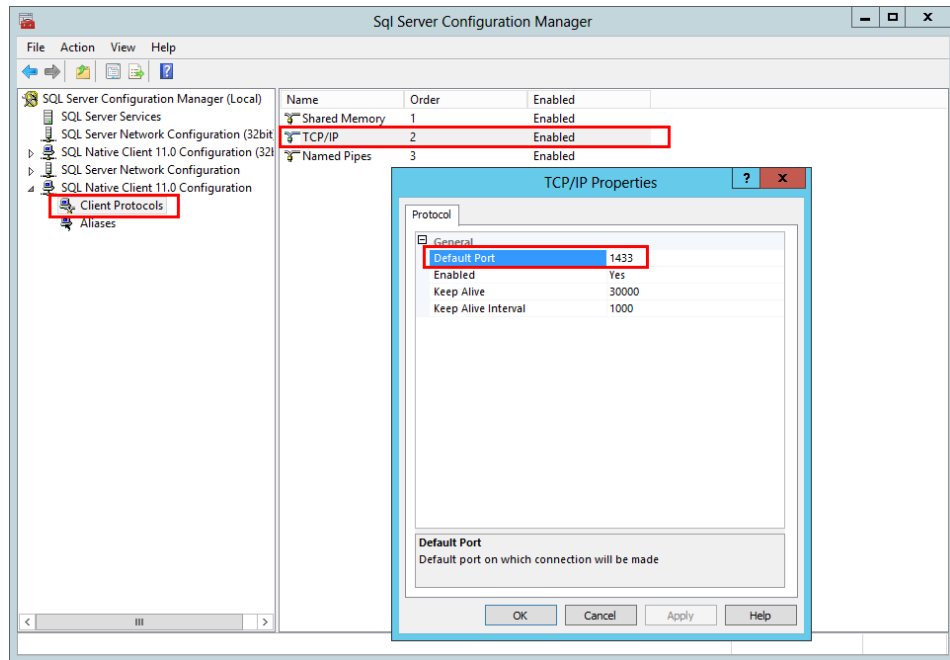 Sql Server Configuration Manager
File Action View Help
SQL Server Configuration Manager (Local)
SQL Server Services
SQL Server Network Configuration (32bit
SQL Native Client 11.0 Configuration (32l
SQL Server Network Configuration
SQL Native Client 11.0 Configuration
Client Protocols
Aliases
Name Order Enabled
Shared Memory 1 Enabled
TCP/IP 2 Enabled
Named Pipes 3 Enabled
TCP/IP Properties
Protocol
General
Default Port 1433
Enabled Yes
Keep Alive 30000
Keep Alive Interval 1000
Default Port
Default port on which connection will be made
OK Cancel Apply Help